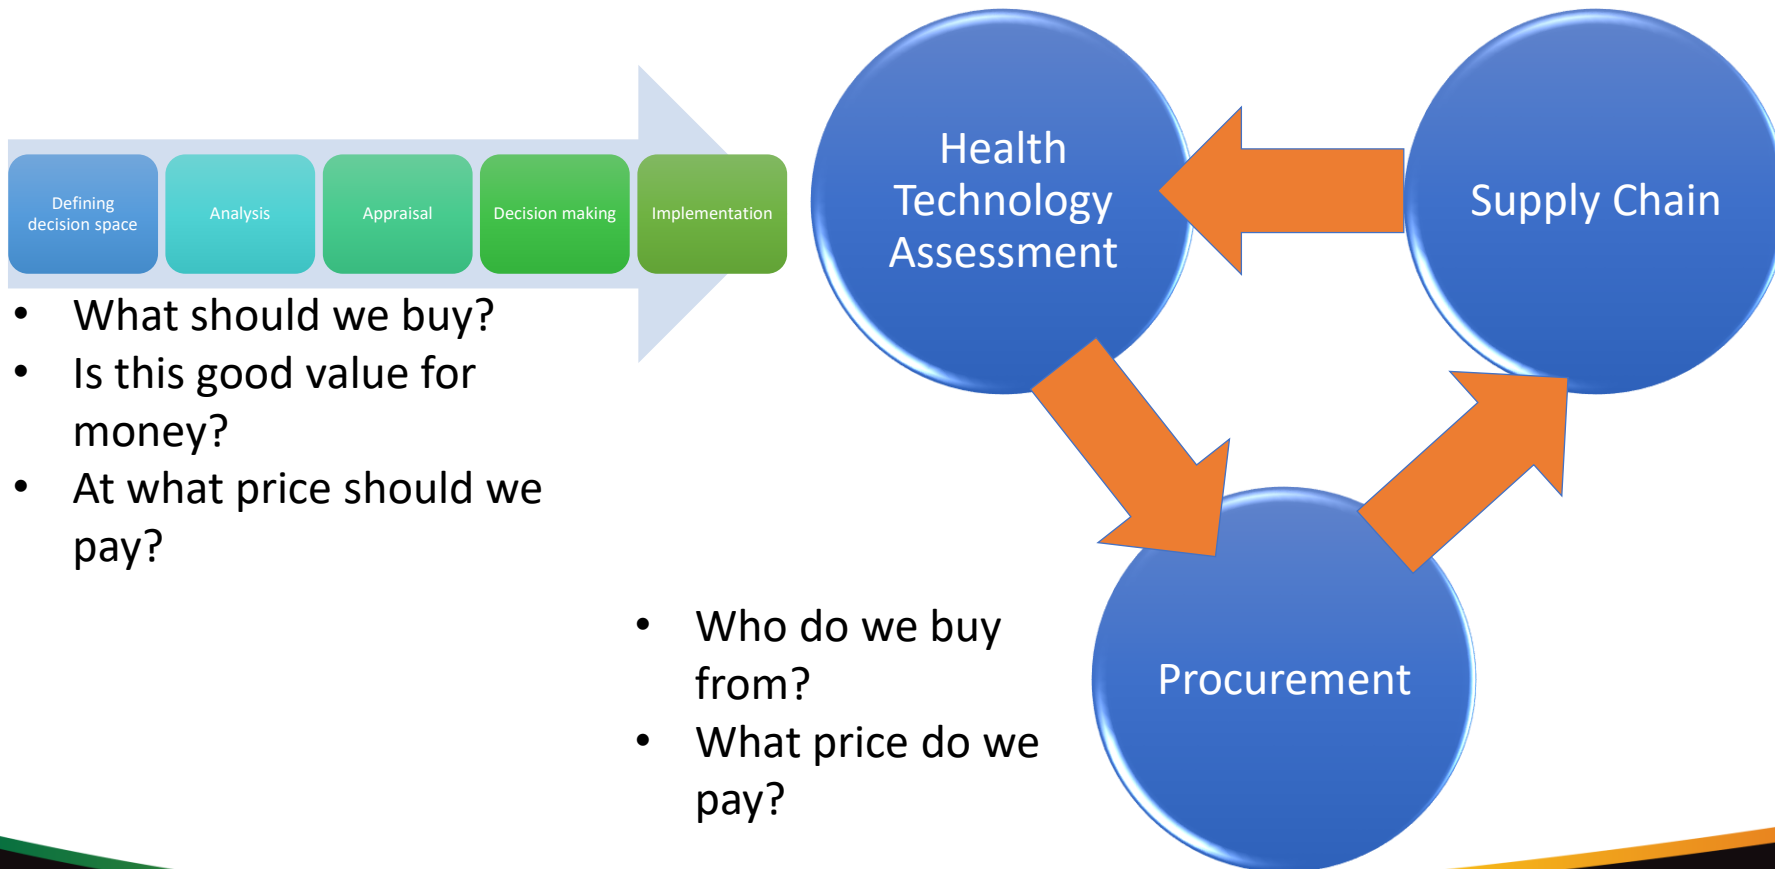 Defining
decision space
Analysis
Appraisal
Decision making
Implementation
• What should we buy?
• Is this good value for
money?
• At what price should we
pay?
Health
Technology
Assessment
Supply Chain
• Who do we buy
from?
• What price do we
pay?
Procurement